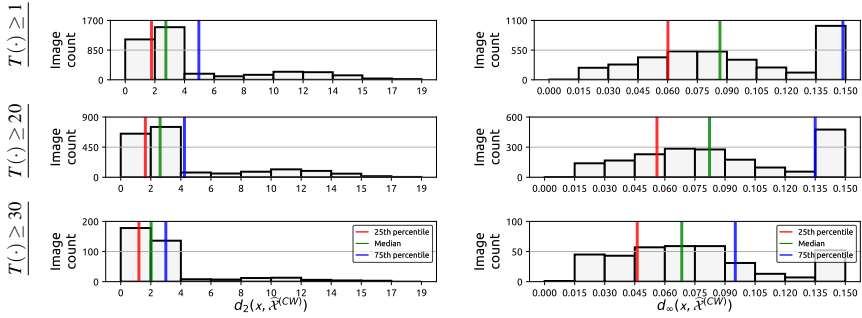 T(·) ≥ 1
Image count
1700
850
0
0 2 4 6 8 10 12 14 15 17 19
Image count
1100
550
0
0.000 0.015 0.030 0.045 0.060 0.075 0.090 0.105 0.120 0.135 0.150
T(·) ≥ 20
Image count
900
450
0
0 2 4 6 8 10 11 13 15 17 19
Image count
600
300
0
0.000 0.015 0.030 0.045 0.060 0.075 0.090 0.105 0.120 0.135 0.150
T(·) ≥ 30
Image count
200
100
0
25th percentile
Median
75th percentile
0 2 4 6 8 10 12 14 15 17 19
d₂(x, X̂⁽ᶜᵂ⁾)
Image count
100
50
0
25th percentile
Median
75th percentile
0.000 0.015 0.030 0.045 0.060 0.075 0.090 0.105 0.120 0.135 0.150
d∞(x, X̂⁽ᶜᵂ⁾)